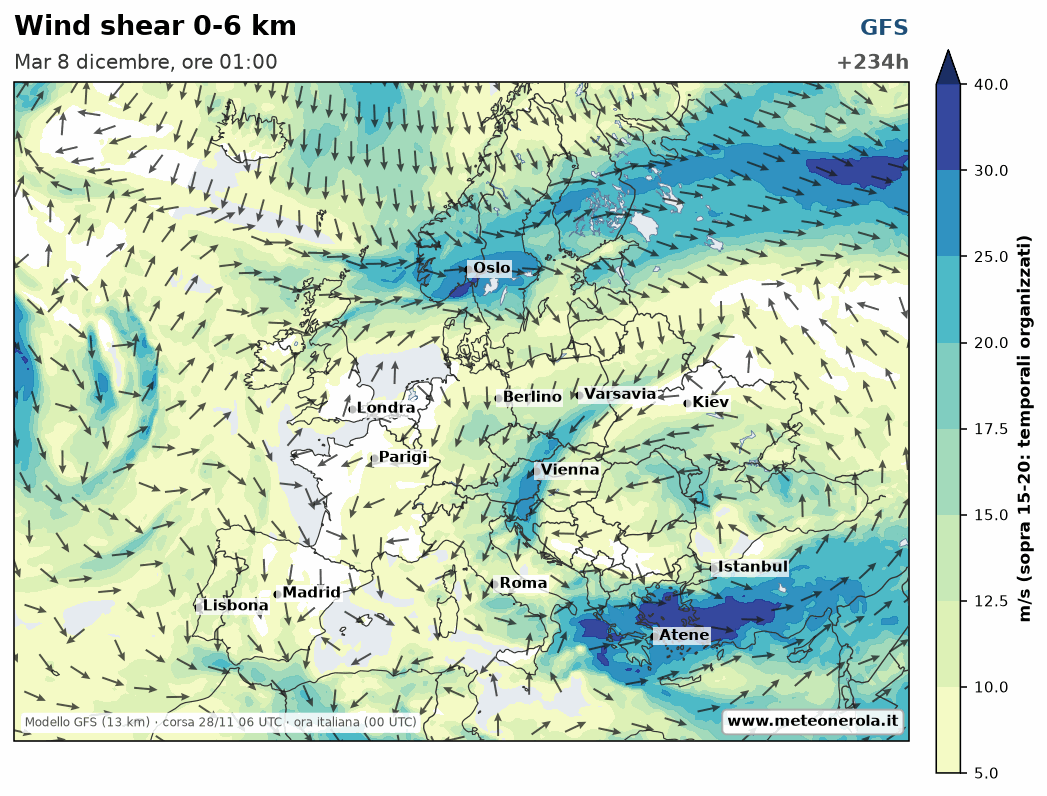 Wind shear 0-6 km
GFS
Mar 8 dicembre, ore 01:00
+234h
Oslo
Berlino
Varsavia
Kiev
Londra
Parigi
Vienna
Istanbul
Roma
Madrid
Lisbona
Atene
Modello GFS (13 km) · corsa 28/11 06 UTC · ora italiana (00 UTC)
www.meteonerola.it
40.0
30.0
25.0
20.0
17.5
15.0
12.5
10.0
5.0
m/s (sopra 15-20: temporali organizzati)